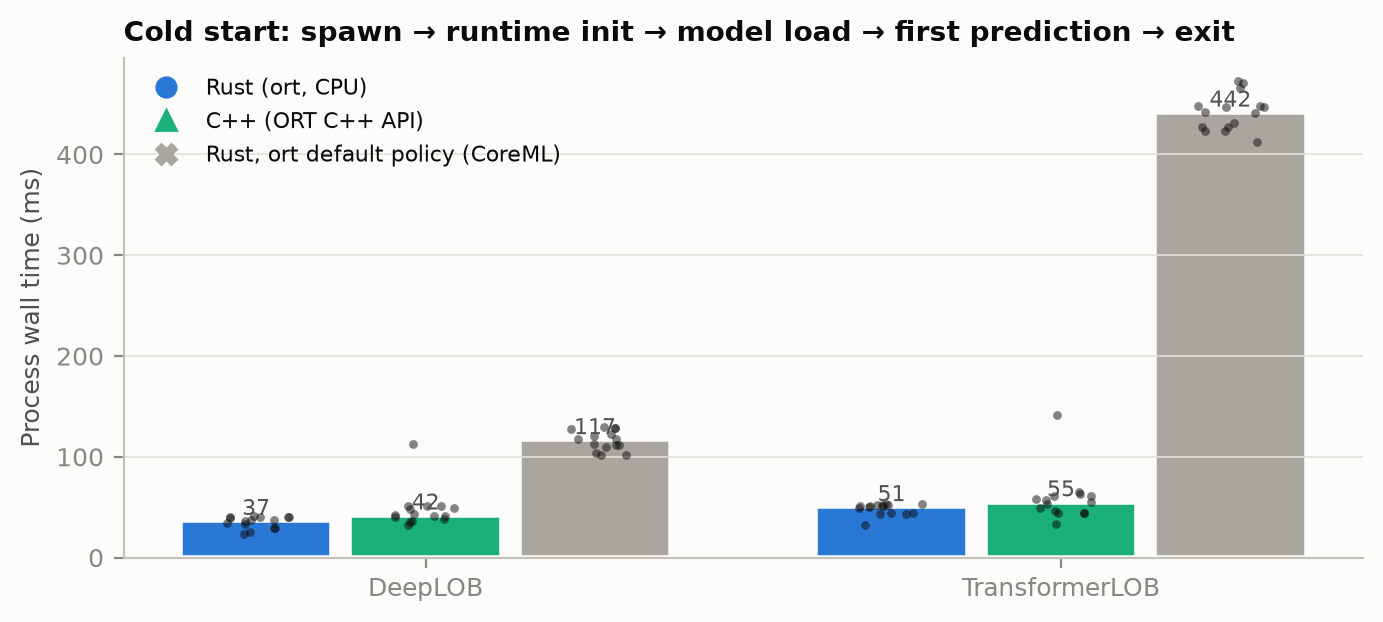 Cold start: spawn → runtime init → model load → first prediction → exit
Rust (ort, CPU)
C++ (ORT C++ API)
Rust, ort default policy (CoreML)
Process wall time (ms)
400
300
200
100
0
37
42
117
51
55
442
DeepLOB
TransformerLOB